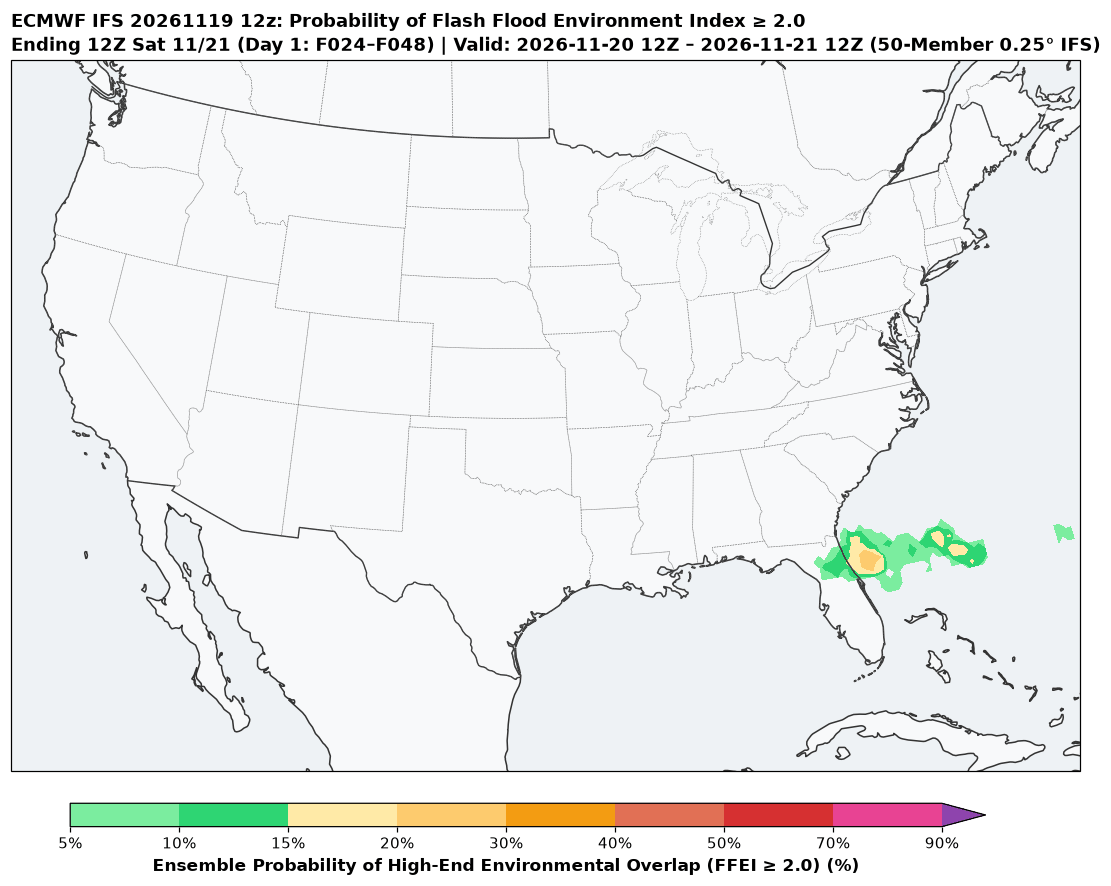 ECMWF IFS 20261119 12z: Probability of Flash Flood Environment Index ≥ 2.0
Ending 12Z Sat 11/21 (Day 1: F024–F048) | Valid: 2026-11-20 12Z – 2026-11-21 12Z (50-Member 0.25° IFS)
5% 10% 15% 20% 30% 40% 50% 70% 90%
Ensemble Probability of High-End Environmental Overlap (FFEI ≥ 2.0) (%)